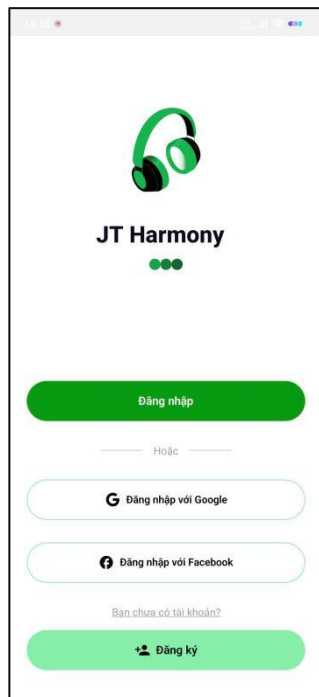 JT Harmony
Đăng nhập
Hoặc
Đăng nhập với Google
Đăng nhập với Facebook
Bạn chưa có tài khoản?
Đăng ký